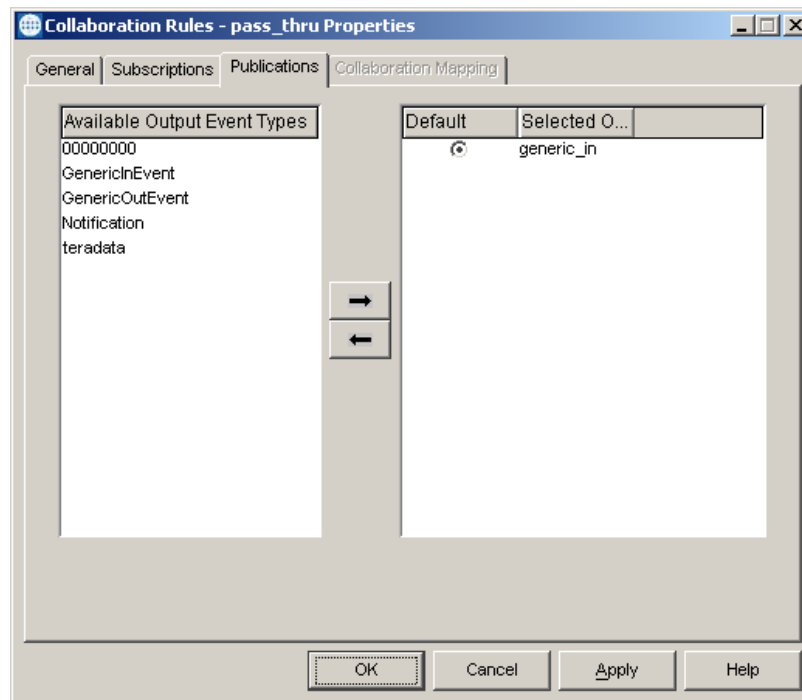 Collaboration Rules - pass_thru Properties
General Subscriptions Publications Collaboration Mapping
Available Output Event Types
00000000
GenericInEvent
GenericOutEvent
Notification
teradata
Default Selected O...
generic_in
OK Cancel Apply Help